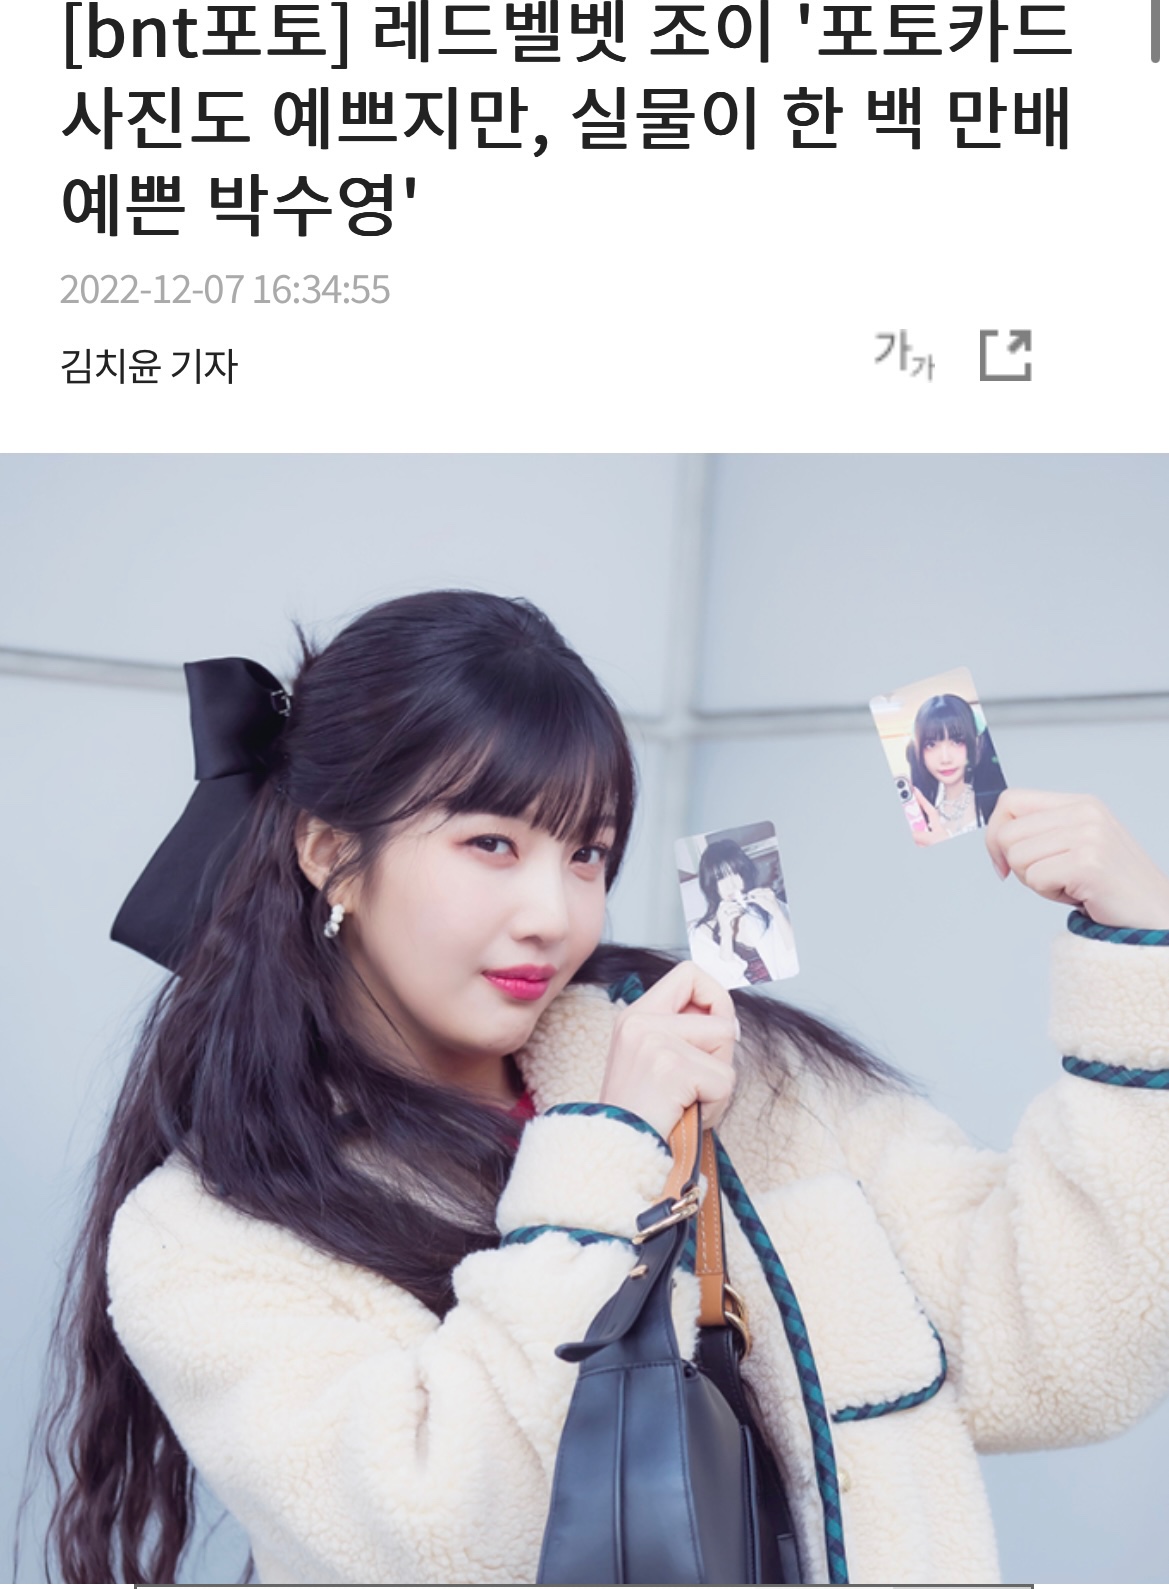 [bnt포토] 레드벨벳 조이 '포토카드
사진도 예쁘지만, 실물이 한 백 만배
예쁜 박수영'
2022-12-07 16:34:55
김치윤 기자
가가